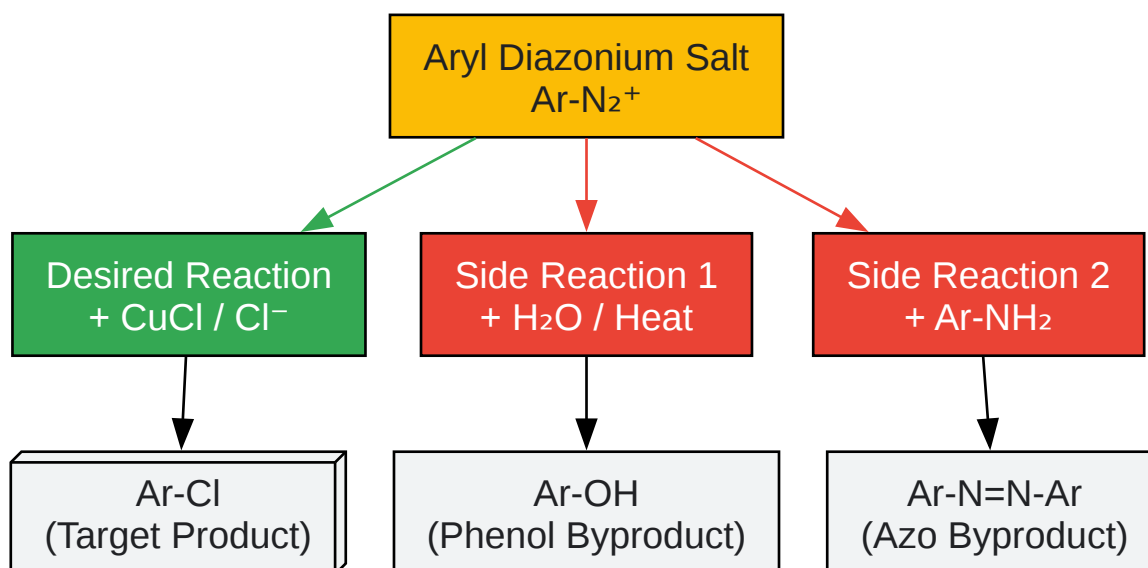 Aryl Diazonium Salt
Ar-N₂⁺
Desired Reaction
+ CuCl / Cl⁻
Side Reaction 1
+ H₂O / Heat
Side Reaction 2
+ Ar-NH₂
Ar-Cl
(Target Product)
Ar-OH
(Phenol Byproduct)
Ar-N=N-Ar
(Azo Byproduct)